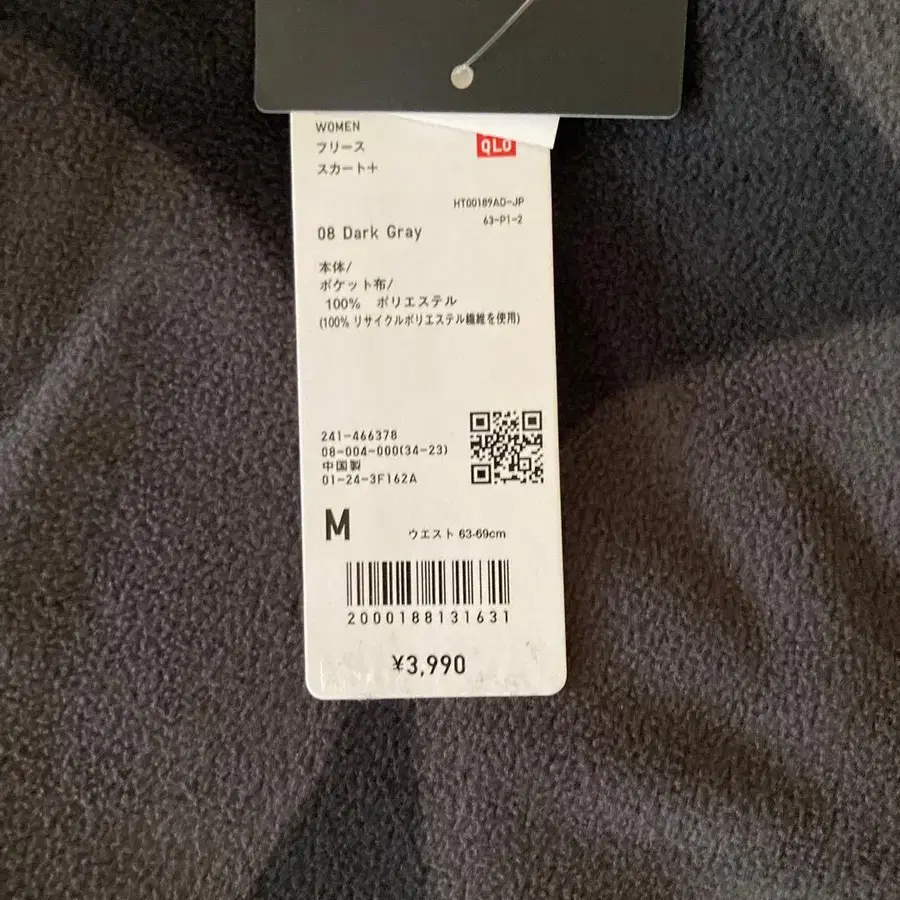 WOMEN
フリース
スカート+
QLO
HT00189AD-JP
63-P1-2
08 Dark Gray
本体/
ポケット布/
100% ポリエステル
(100% リサイクルポリエステル繊維を使用)
241-466378
08-004-000(34-23)
中国製
01-24-3F162A
M ウエスト 63-69cm
2000188131631
¥3,990